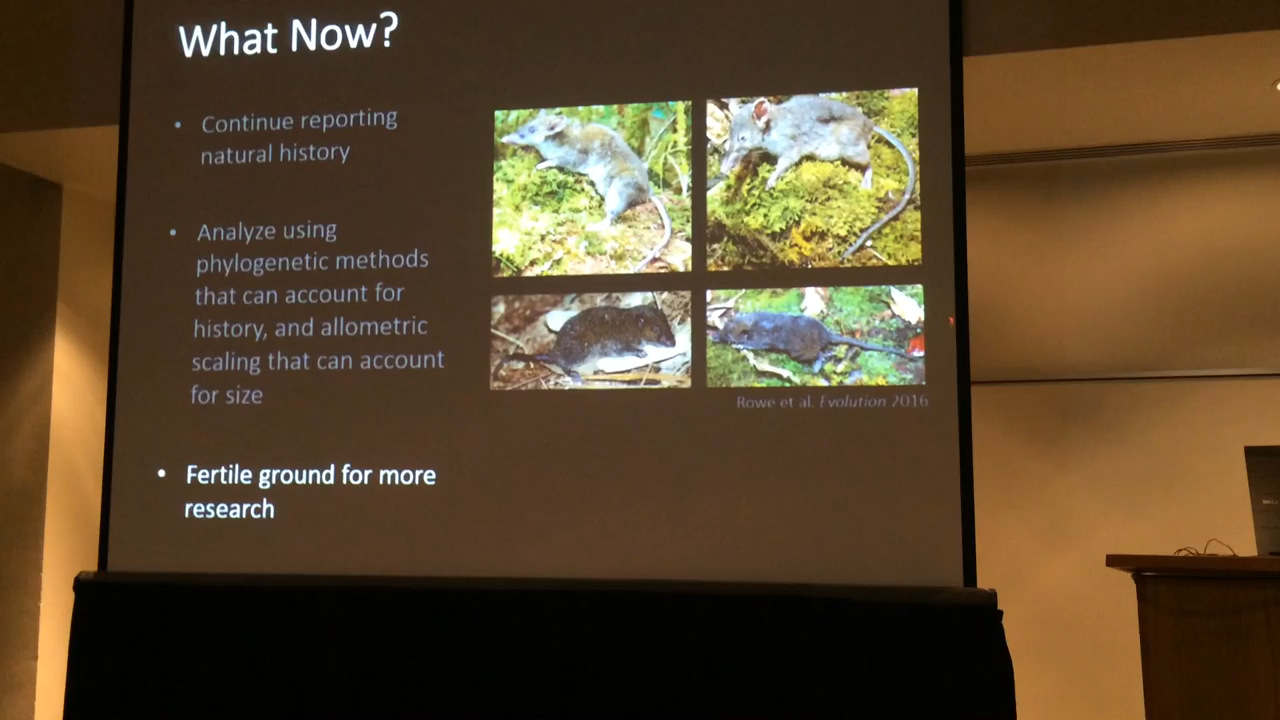 What Now?
• Continue reporting
natural history
• Analyze using
phylogenetic methods
that can account for
history, and allometric
scaling that can account
for size
• Fertile ground for more
research
Rowe et al. Evolution 2016